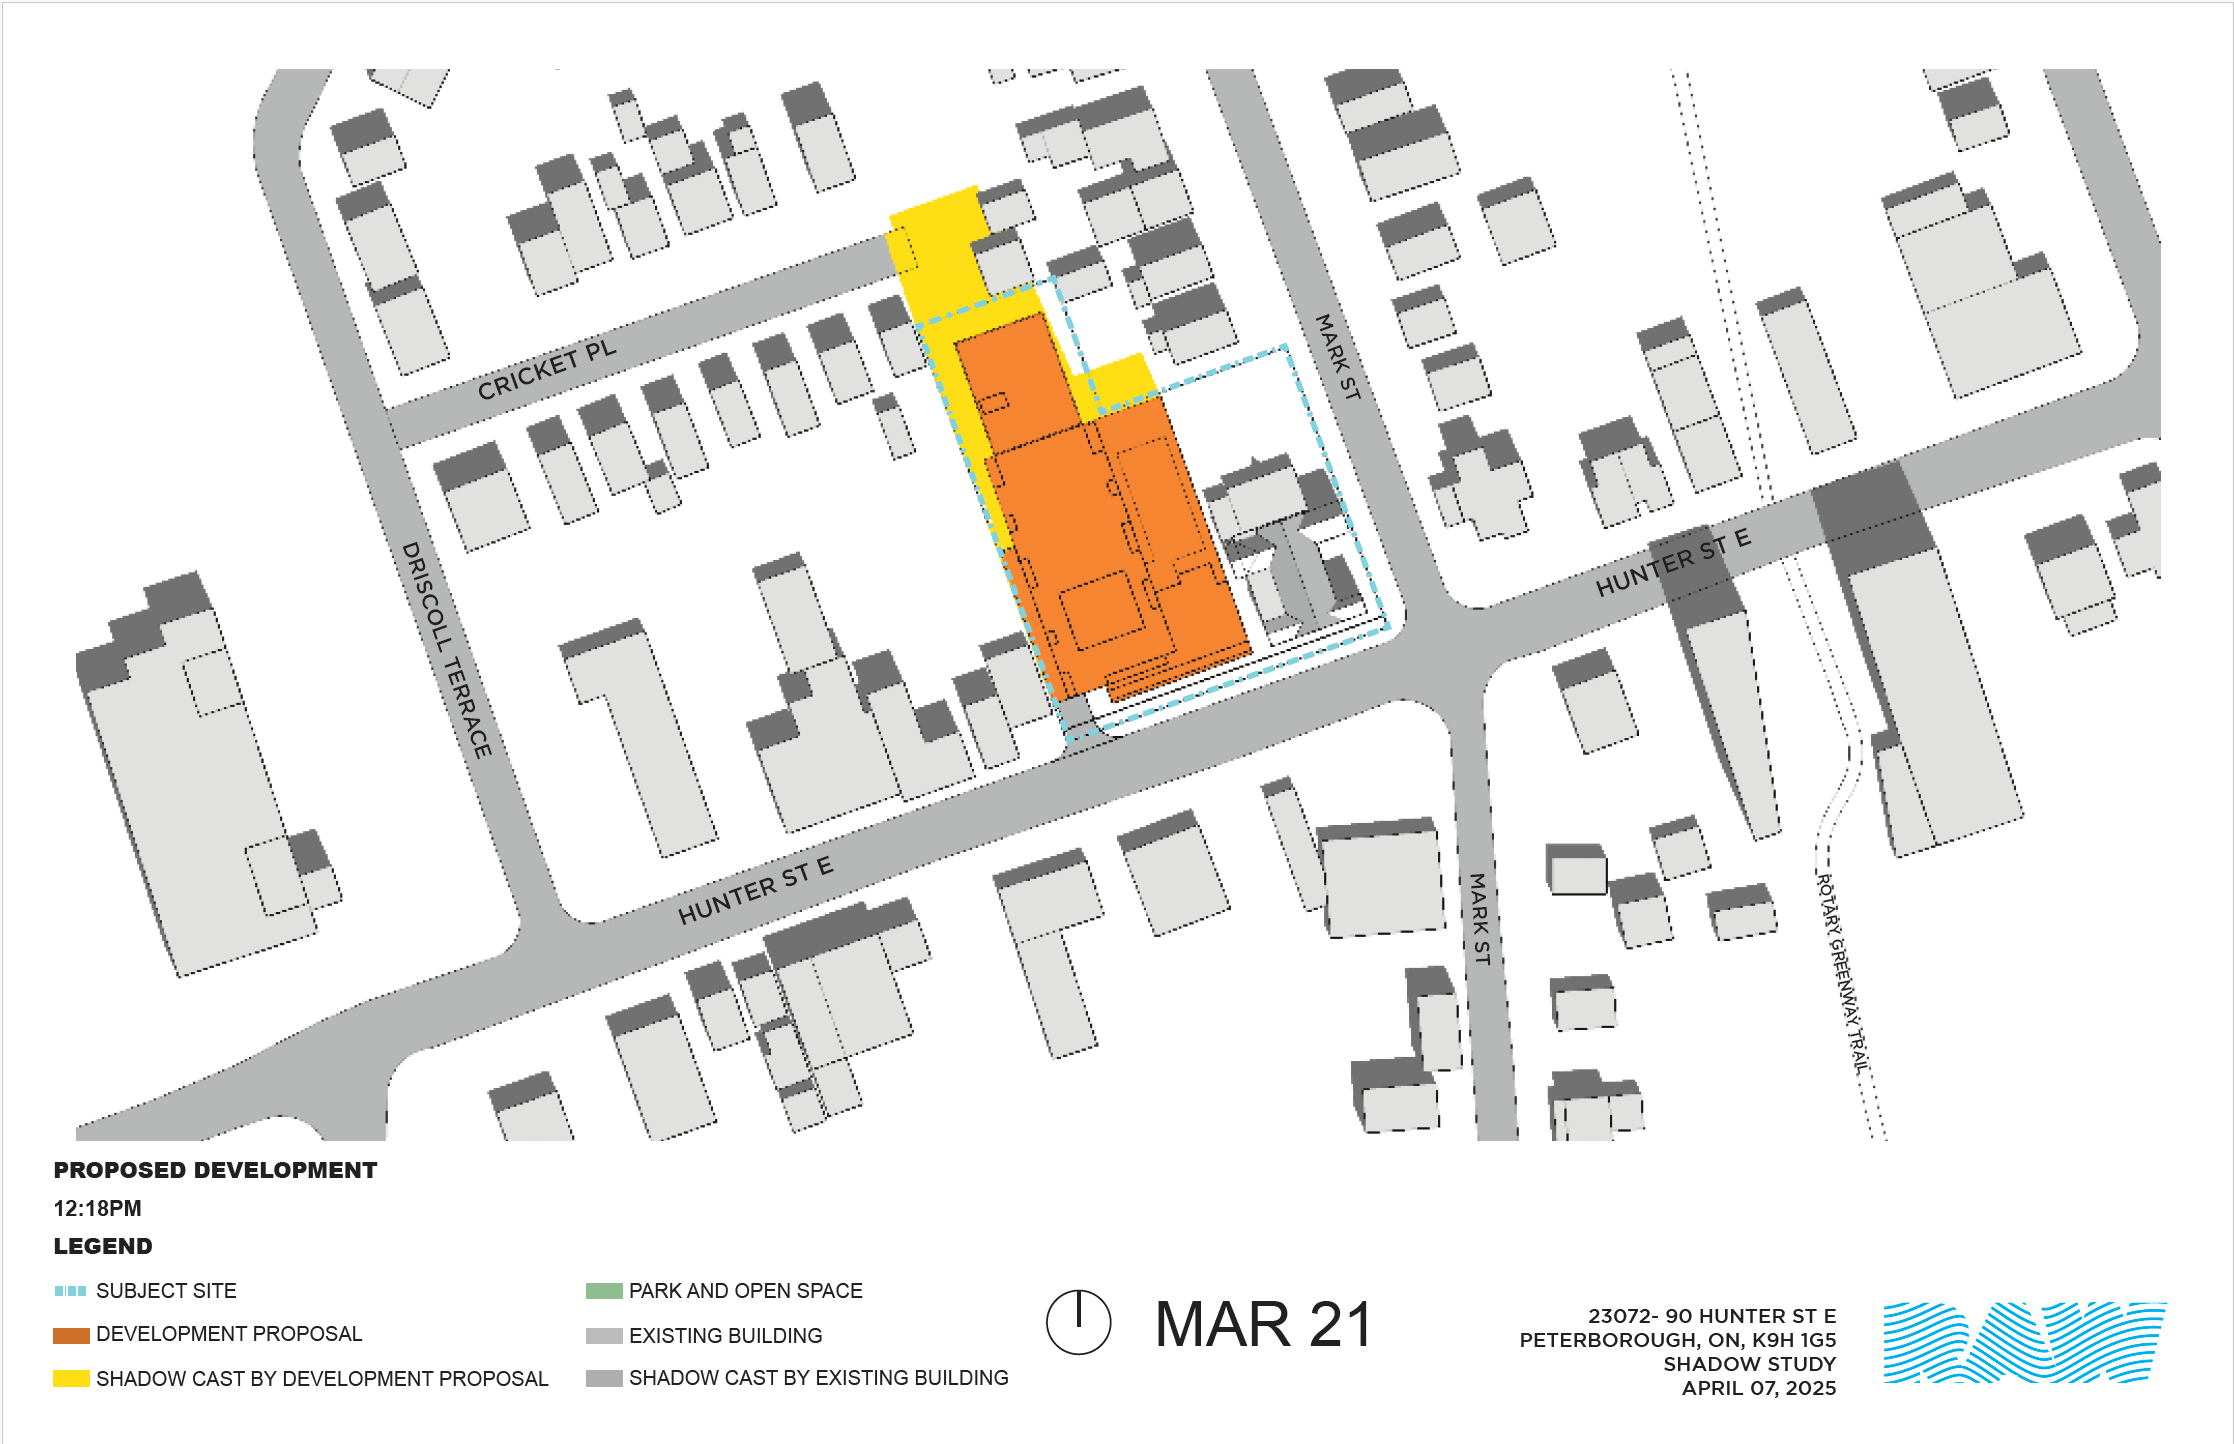 MARK ST
CRICKET PL
DRISCOLL TERRACE
HUNTER ST E
HUNTER ST E
MARK ST
ROTARY GREENWAY TRAIL
PROPOSED DEVELOPMENT
12:18PM
LEGEND
SUBJECT SITE
DEVELOPMENT PROPOSAL
SHADOW CAST BY DEVELOPMENT PROPOSAL
PARK AND OPEN SPACE
EXISTING BUILDING
SHADOW CAST BY EXISTING BUILDING
MAR 21
23072- 90 HUNTER ST E
PETERBOROUGH, ON, K9H 1G5
SHADOW STUDY
APRIL 07, 2025